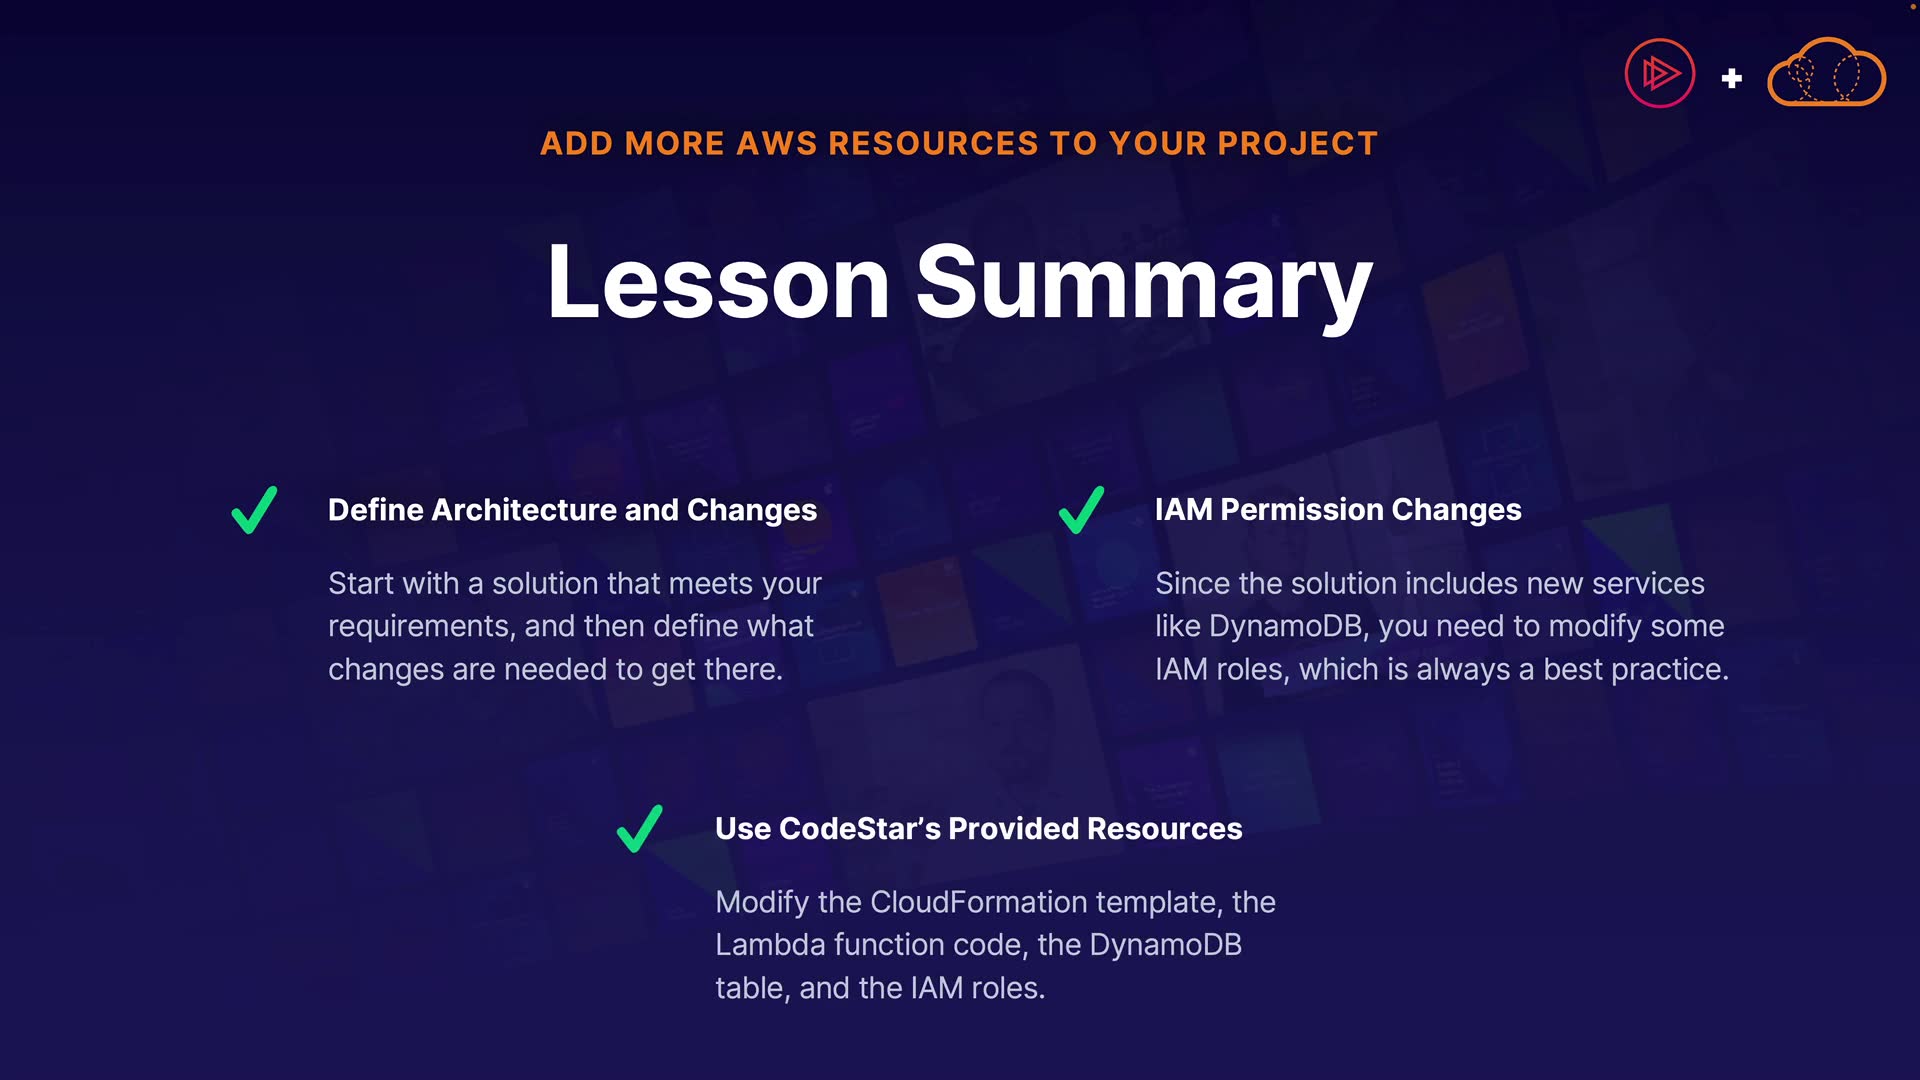 ADD MORE AWS RESOURCES TO YOUR PROJECT
Lesson Summary
Define Architecture and Changes
Start with a solution that meets your
requirements, and then define what
changes are needed to get there.
IAM Permission Changes
Since the solution includes new services
like DynamoDB, you need to modify some
IAM roles, which is always a best practice.
Use CodeStar’s Provided Resources
Modify the CloudFormation template, the
Lambda function code, the DynamoDB
table, and the IAM roles.